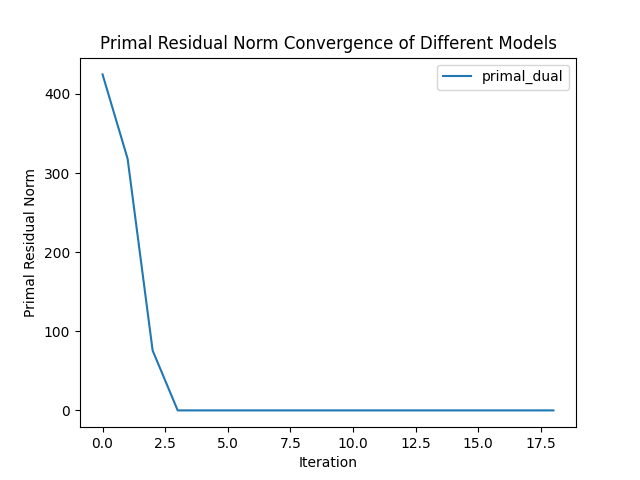 Primal Residual Norm Convergence of Different Models
primal_dual
Primal Residual Norm
400
300
200
100
0
0.0 2.5 5.0 7.5 10.0 12.5 15.0 17.5
Iteration